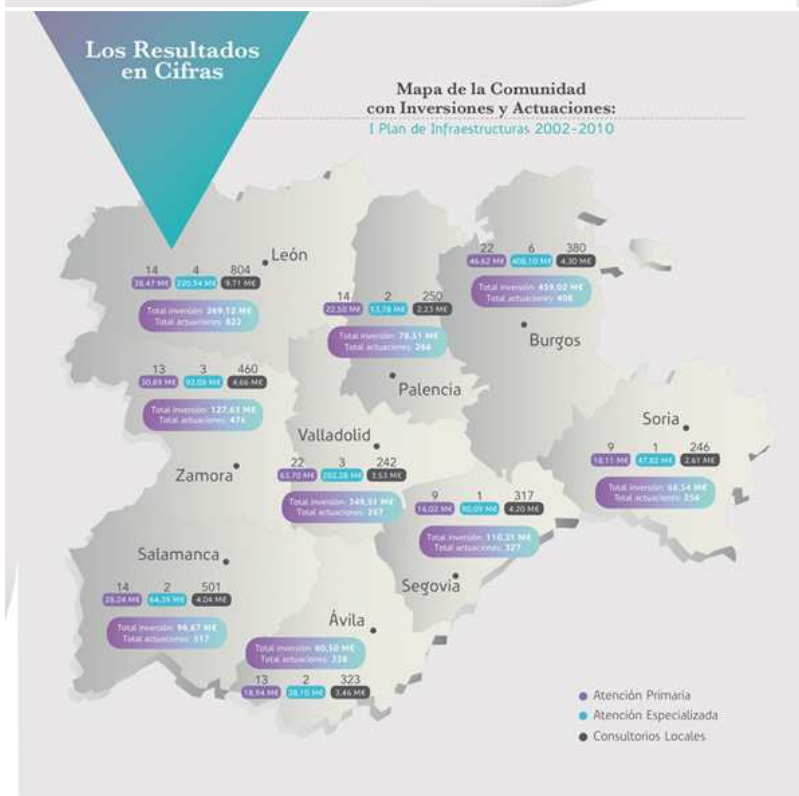 Los Resultados
en Cifras
Mapa de la Comunidad
con Inversiones y Actuaciones:
I Plan de Infraestructuras 2002-2010
León
14 4 804
38.47 M€ 220.94 M€ 9.71 M€
Total inversión: 269,12 M€
Total actuaciones: 822
14 2 250
22.50 M€ 53.78 M€ 2.23 M€
Total inversión: 78,51 M€
Total actuaciones: 266
Palencia
22 6 380
46.62 M€ 408.10 M€ 4.30 M€
Total inversión: 459,02 M€
Total actuaciones: 408
Burgos
13 3 460
30.89 M€ 92.08 M€ 4.66 M€
Total inversión: 127,63 M€
Total actuaciones: 476
Zamora
Valladolid
22 3 242
63.70 M€ 282.28 M€ 3.53 M€
Total inversión: 349,51 M€
Total actuaciones: 267
Soria
9 1 246
18.11 M€ 47.82 M€ 2.61 M€
Total inversión: 68,54 M€
Total actuaciones: 256
9 1 317
16.02 M€ 90.09 M€ 4.20 M€
Total inversión: 110,31 M€
Total actuaciones: 327
Segovia
Salamanca
14 2 501
28.24 M€ 64.39 M€ 4.04 M€
Total inversión: 96,67 M€
Total actuaciones: 517
Ávila
Total inversión: 60,50 M€
Total actuaciones: 338
13 2 323
18.94 M€ 38.10 M€ 3.46 M€
Atención Primaria
Atención Especializada
Consultorios Locales